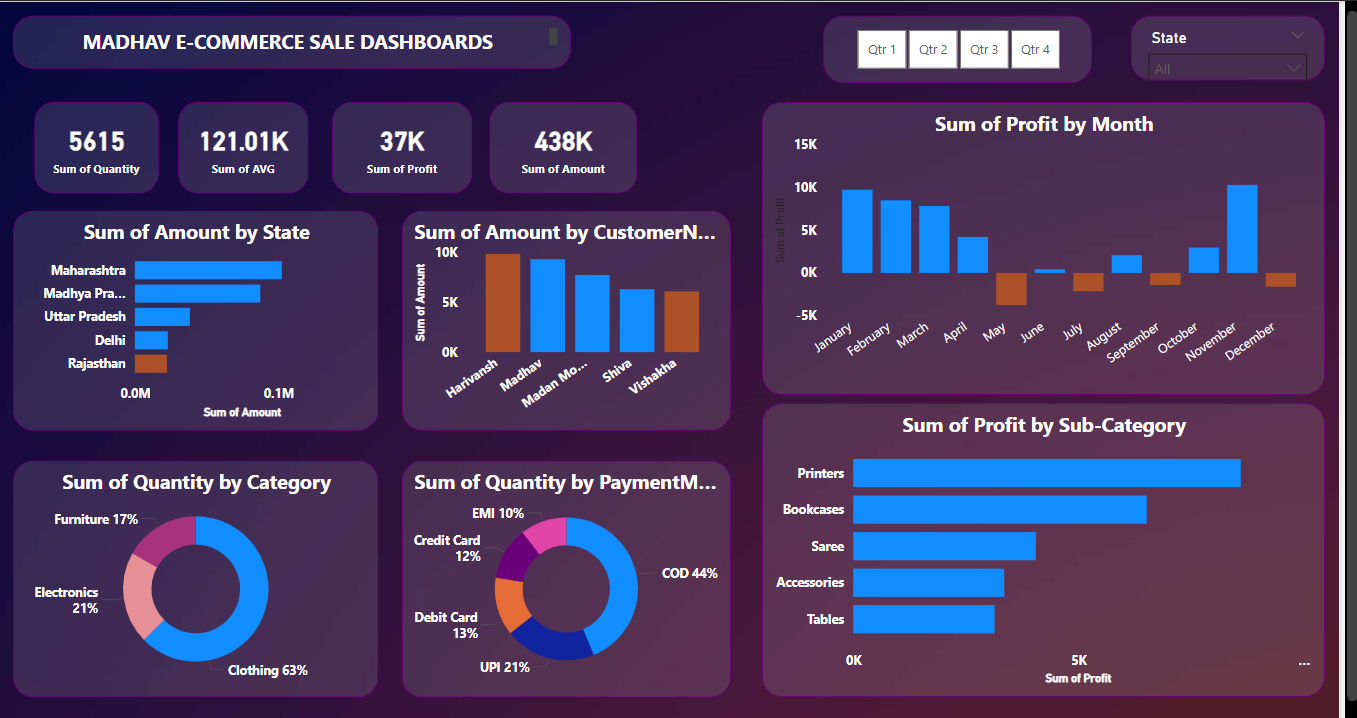 MADHAV E-COMMERCE SALE DASHBOARDS
Qtr 1 Qtr 2 Qtr 3 Qtr 4
State
All
5615
Sum of Quantity
121.01K
Sum of AVG
37K
Sum of Profit
438K
Sum of Amount
Sum of Amount by State
Maharashtra
Madhya Pra...
Uttar Pradesh
Delhi
Rajasthan
0.0M 0.1M
Sum of Amount
Sum of Amount by CustomerN...
Sum of Amount
10K
5K
0K
Harivansh Madhav Madan Mo... Shiva Vishakha
Sum of Profit by Month
Sum of Profit
15K
10K
5K
0K
-5K
January February March April May June July August September October November December
Sum of Quantity by Category
Furniture 17%
Electronics
21%
Clothing 63%
Sum of Quantity by PaymentM...
EMI 10%
Credit Card
12%
COD 44%
Debit Card
13%
UPI 21%
Sum of Profit by Sub-Category
Printers
Bookcases
Saree
Accessories
Tables
0K 5K ...
Sum of Profit